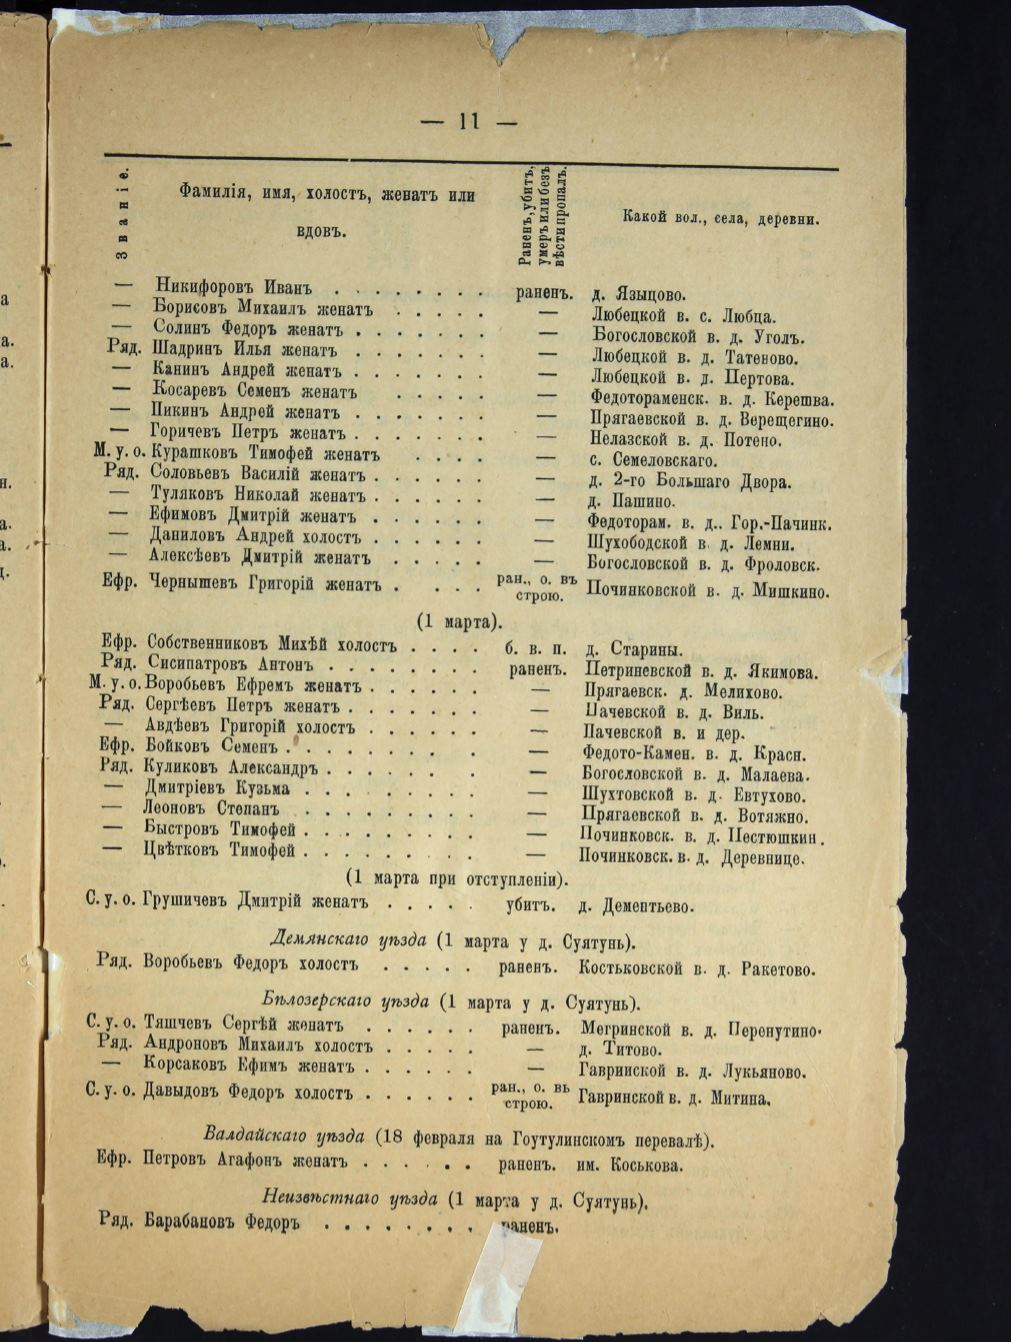 — 11 —
Званіе. Фамилія, имя, холостъ, женатъ или вдовъ. Раненъ, убитъ, умеръ или безъ вѣсти пропалъ. Какой вол., села, деревни.
— Никифоровъ Иванъ . . . . . . . . раненъ. д. Языцово.
— Борисовъ Михаилъ женатъ . . . . . — Любецкой в. с. Любца.
— Солинъ Федоръ женатъ . . . . . . . — Богословской в. д. Уголъ.
Ряд. Шадринъ Илья женатъ . . . . . . . — Любецкой в. д. Татеново.
— Канинъ Андрей женатъ . . . . . . . — Любецкой в. д. Пертова.
— Косаревъ Семенъ женатъ . . . . . — Федотораменск. в. д. Керешва.
— Пикинъ Андрей женатъ . . . . . . . — Прягаевской в. д. Верещегино.
— Горичевъ Петръ женатъ . . . . . . . — Нелазской в. д. Потено.
М. у. о. Курашковъ Тимофей женатъ . . . . — с. Семеловскаго.
Ряд. Соловьевъ Василій женатъ . . . . . . — д. 2-го Большаго Двора.
— Туляковъ Николай женатъ . . . . . . — д. Пашино.
— Ефимовъ Дмитрій женатъ . . . . . . — Федоторам. в. д.. Гор.-Пачинк.
— Даниловъ Андрей холостъ . . . . . . — Шухободской в. д. Лемни.
— Алексѣевъ Дмитрій женатъ . . . . . — Богословской в. д. Фроловск.
Ефр. Чернышевъ Григорій женатъ . . . . ран., о. въ строю. Починковской в. д. Мишкино.
(1 марта).
Ефр. Собственниковъ Михѣй холостъ . . . . б. в. п. д. Старины.
Ряд. Сисипатровъ Антонъ . . . . . . . . раненъ. Петриневской в. д. Якимова.
М. у. о. Воробьевъ Ефремъ женатъ . . . . . . — Прягаевск. д. Мелихово.
Ряд. Сергѣевъ Петръ женатъ . . . . . . . — Пачевской в. д. Виль.
— Авдѣевъ Григорій холостъ . . . . . . — Пачевской в. и дер.
Ефр. Бойковъ Семенъ . . . . . . . . — Федото-Камен. в. д. Красн.
Ряд. Куликовъ Александръ . . . . . . . — Богословской в. д. Малаева.
— Дмитріевъ Кузьма . . . . . . . . . — Шухтовской в. д. Евтухово.
— Леоновъ Степанъ . . . . . . . . . — Прягаевской в. д. Вотяжно.
— Быстровъ Тимофей . . . . . . . . . — Починковск. в. д. Пестюшкин.
— Цвѣтковъ Тимофей . . . . . . . . . — Починковск. в. д. Деревнице.
(1 марта при отступленіи).
С. у. о. Грушичевъ Дмитрій женатъ . . . . . убитъ. д. Дементьево.
Демянскаго уѣзда (1 марта у д. Суятунь).
Ряд. Воробьевъ Федоръ холостъ . . . . . раненъ. Костьковской в. д. Ракетово.
Бѣлозерскаго уѣзда (1 марта у д. Суятунь).
С. у. о. Тяшчевъ Сергѣй женатъ . . . . . . раненъ. Мегринской в. д. Перенутино.
Ряд. Андроновъ Михаилъ холостъ . . . . . — д. Титово.
— Корсаковъ Ефимъ женатъ . . . . . . — Гавринской в. д. Лукьяново.
С. у. о. Давыдовъ Федоръ холостъ . . . . . . ран., о. въ строю. Гавринской в. д. Митина.
Валдайскаго уѣзда (18 февраля на Гоутулинскомъ перевалѣ).
Ефр. Петровъ Агафонъ женатъ . . . . . . раненъ. им. Коськова.
Неизвѣстнаго уѣзда (1 марта у д. Суятунь).
Ряд. Барабановъ Федоръ . . . . . . . . раненъ.